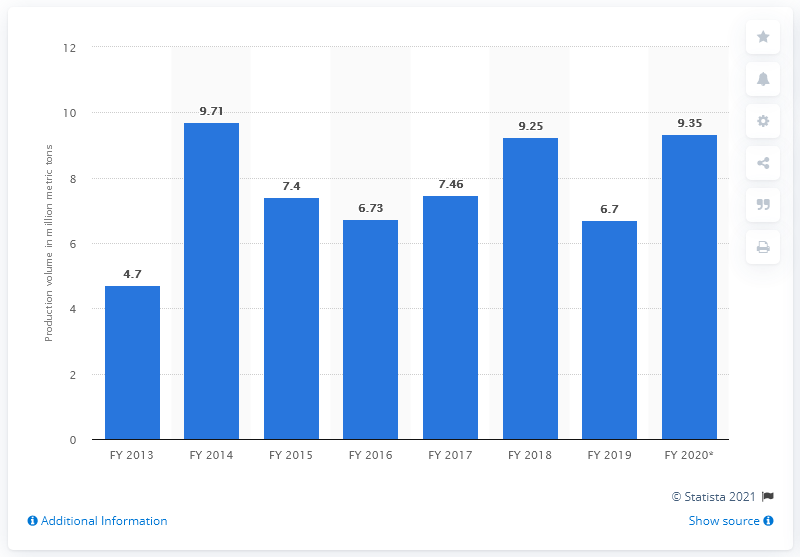 Production volume in million metric tons
12
10
8
6
4
2
0
4.7
9.71
7.4
6.73
7.46
9.25
6.7
9.35
FY 2013
FY 2014
FY 2015
FY 2016
FY 2017
FY 2018
FY 2019
FY 2020*
© Statista 2021
Additional Information
Show source